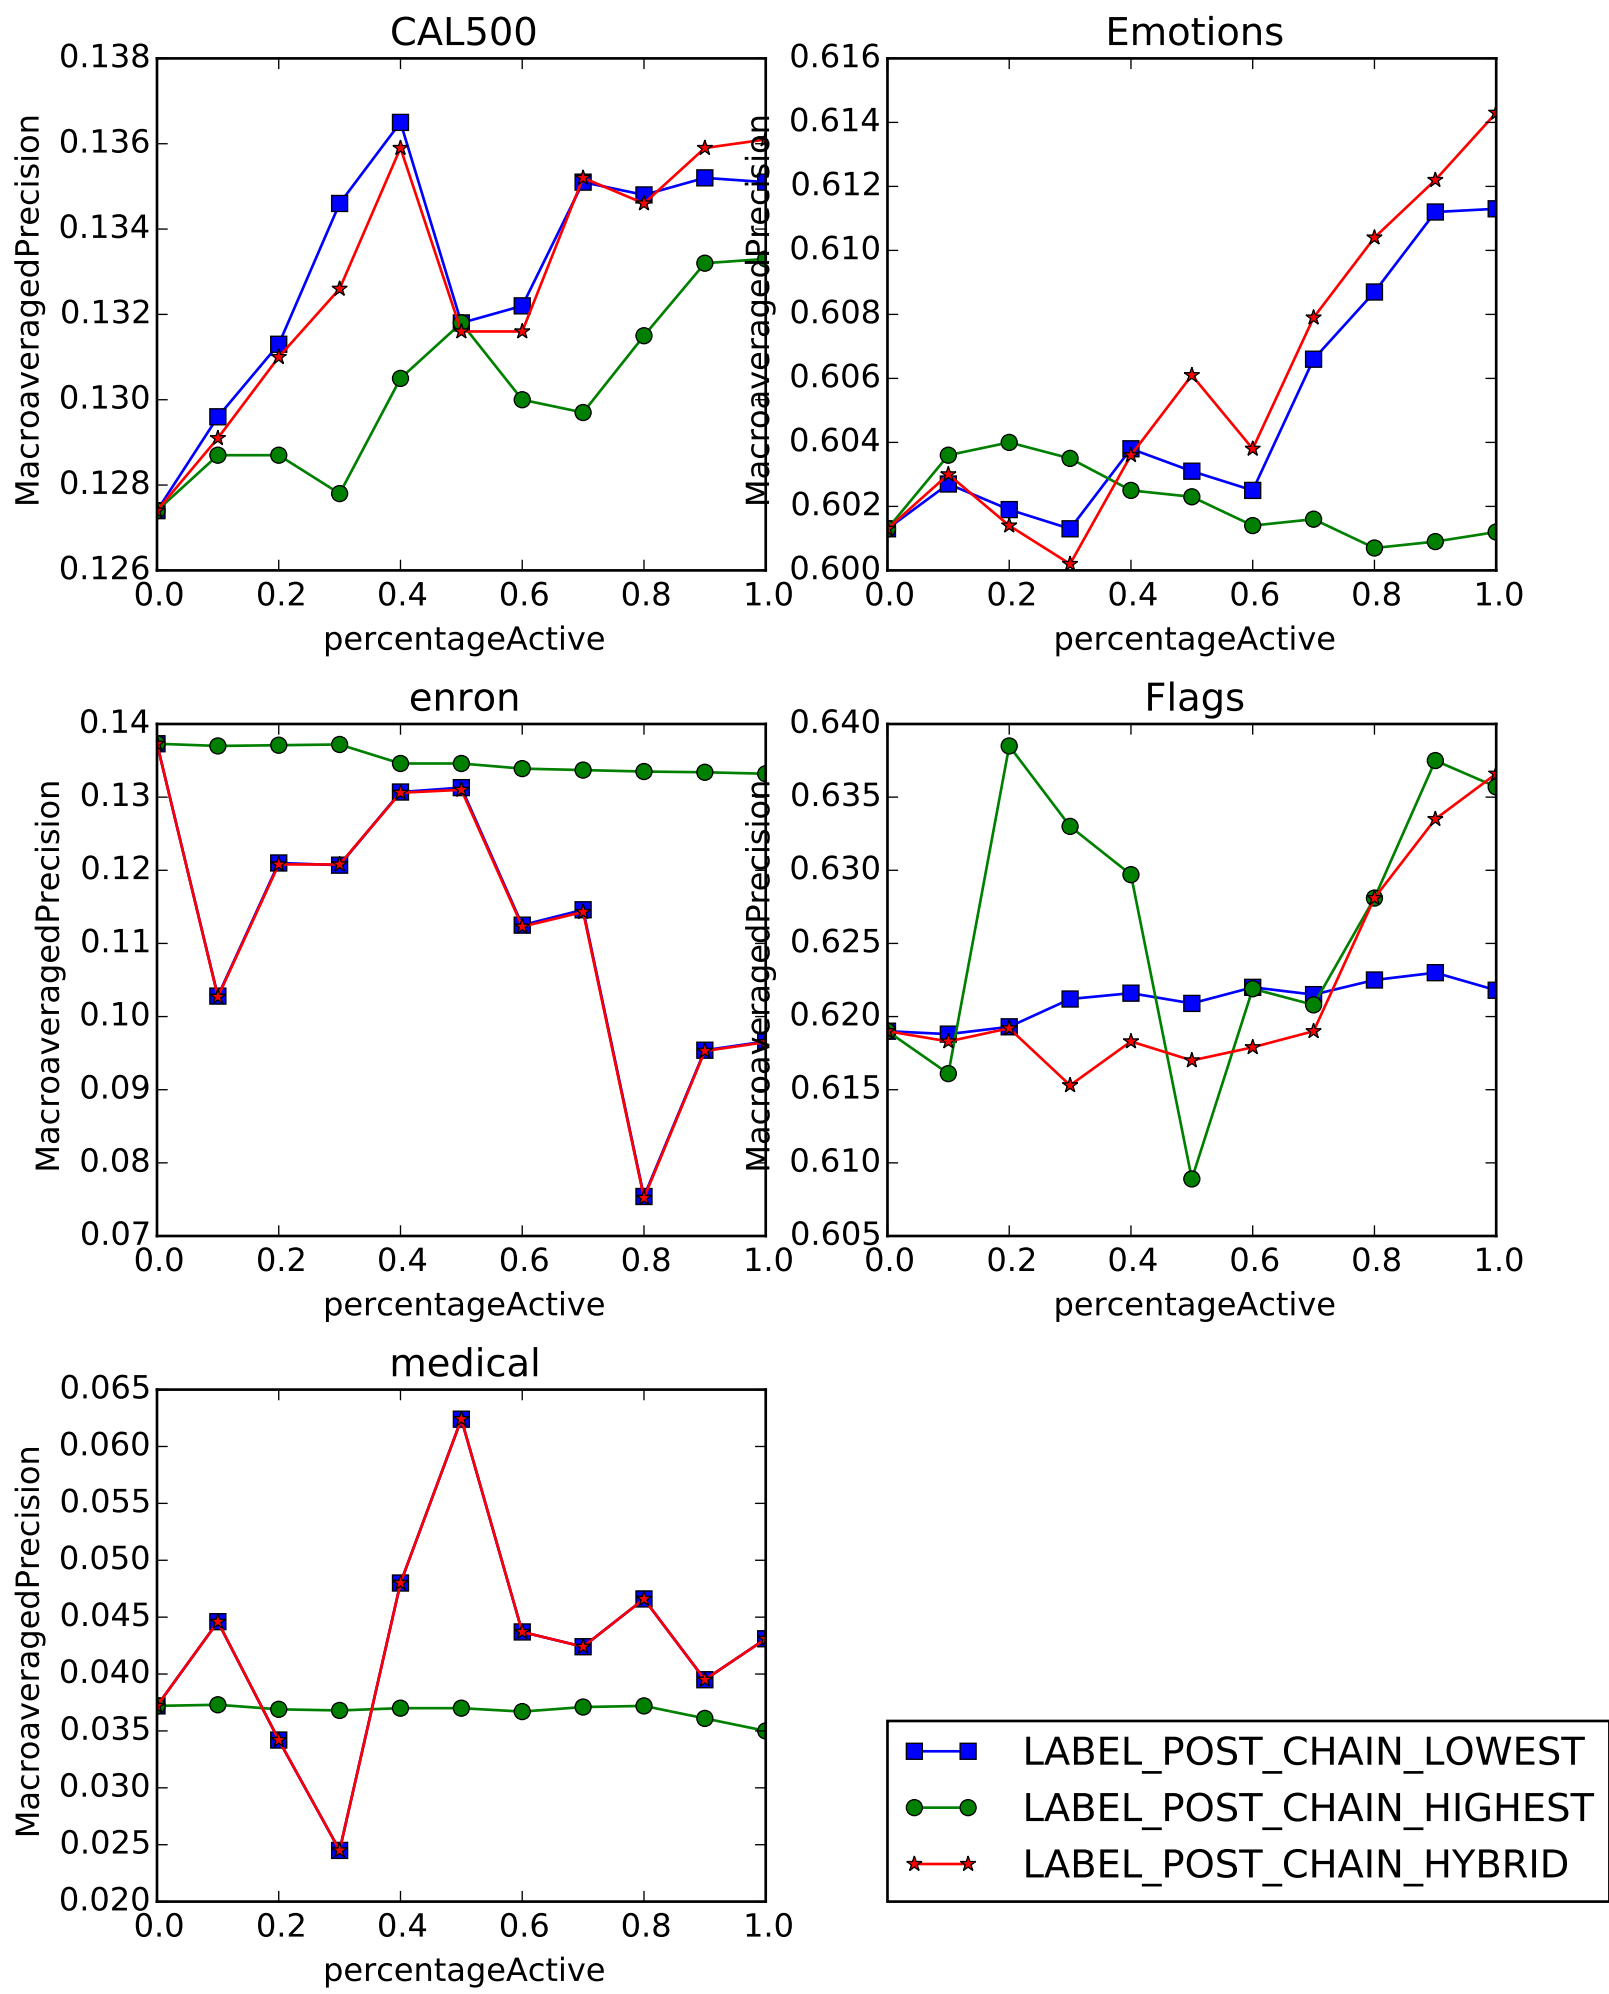 CAL500
0.138
0.136
0.134
0.132
0.130
0.128
0.126
MacroaveragedPrecision
0.0 0.2 0.4 0.6 0.8 1.0
percentageActive
Emotions
0.616
0.614
0.612
0.610
0.608
0.606
0.604
0.602
0.600
MacroaveragedPrecision
0.0 0.2 0.4 0.6 0.8 1.0
percentageActive
enron
0.14
0.13
0.12
0.11
0.10
0.09
0.08
0.07
MacroaveragedPrecision
0.0 0.2 0.4 0.6 0.8 1.0
percentageActive
Flags
0.640
0.635
0.630
0.625
0.620
0.615
0.610
0.605
MacroaveragedPrecision
0.0 0.2 0.4 0.6 0.8 1.0
percentageActive
medical
0.065
0.060
0.055
0.050
0.045
0.040
0.035
0.030
0.025
0.020
MacroaveragedPrecision
0.0 0.2 0.4 0.6 0.8 1.0
percentageActive
LABEL_POST_CHAIN_LOWEST
LABEL_POST_CHAIN_HIGHEST
LABEL_POST_CHAIN_HYBRID